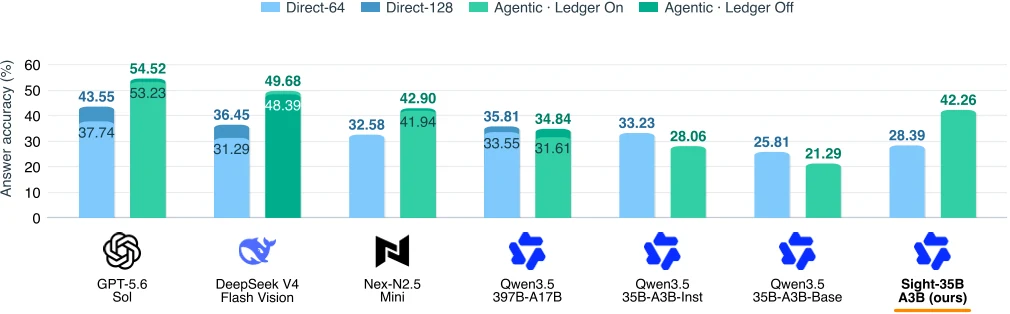 Direct-64 Direct-128 Agentic · Ledger On Agentic · Ledger Off
Answer accuracy (%)
60
50
40
30
20
10
0
43.55
37.74
54.52
53.23
36.45
31.29
49.68
48.39
32.58
42.90
41.94
35.81
33.55
34.84
31.61
33.23
28.06
25.81
21.29
28.39
42.26
GPT-5.6
Sol
DeepSeek V4
Flash Vision
Nex-N2.5
Mini
Qwen3.5
397B-A17B
Qwen3.5
35B-A3B-Inst
Qwen3.5
35B-A3B-Base
Sight-35B
A3B (ours)